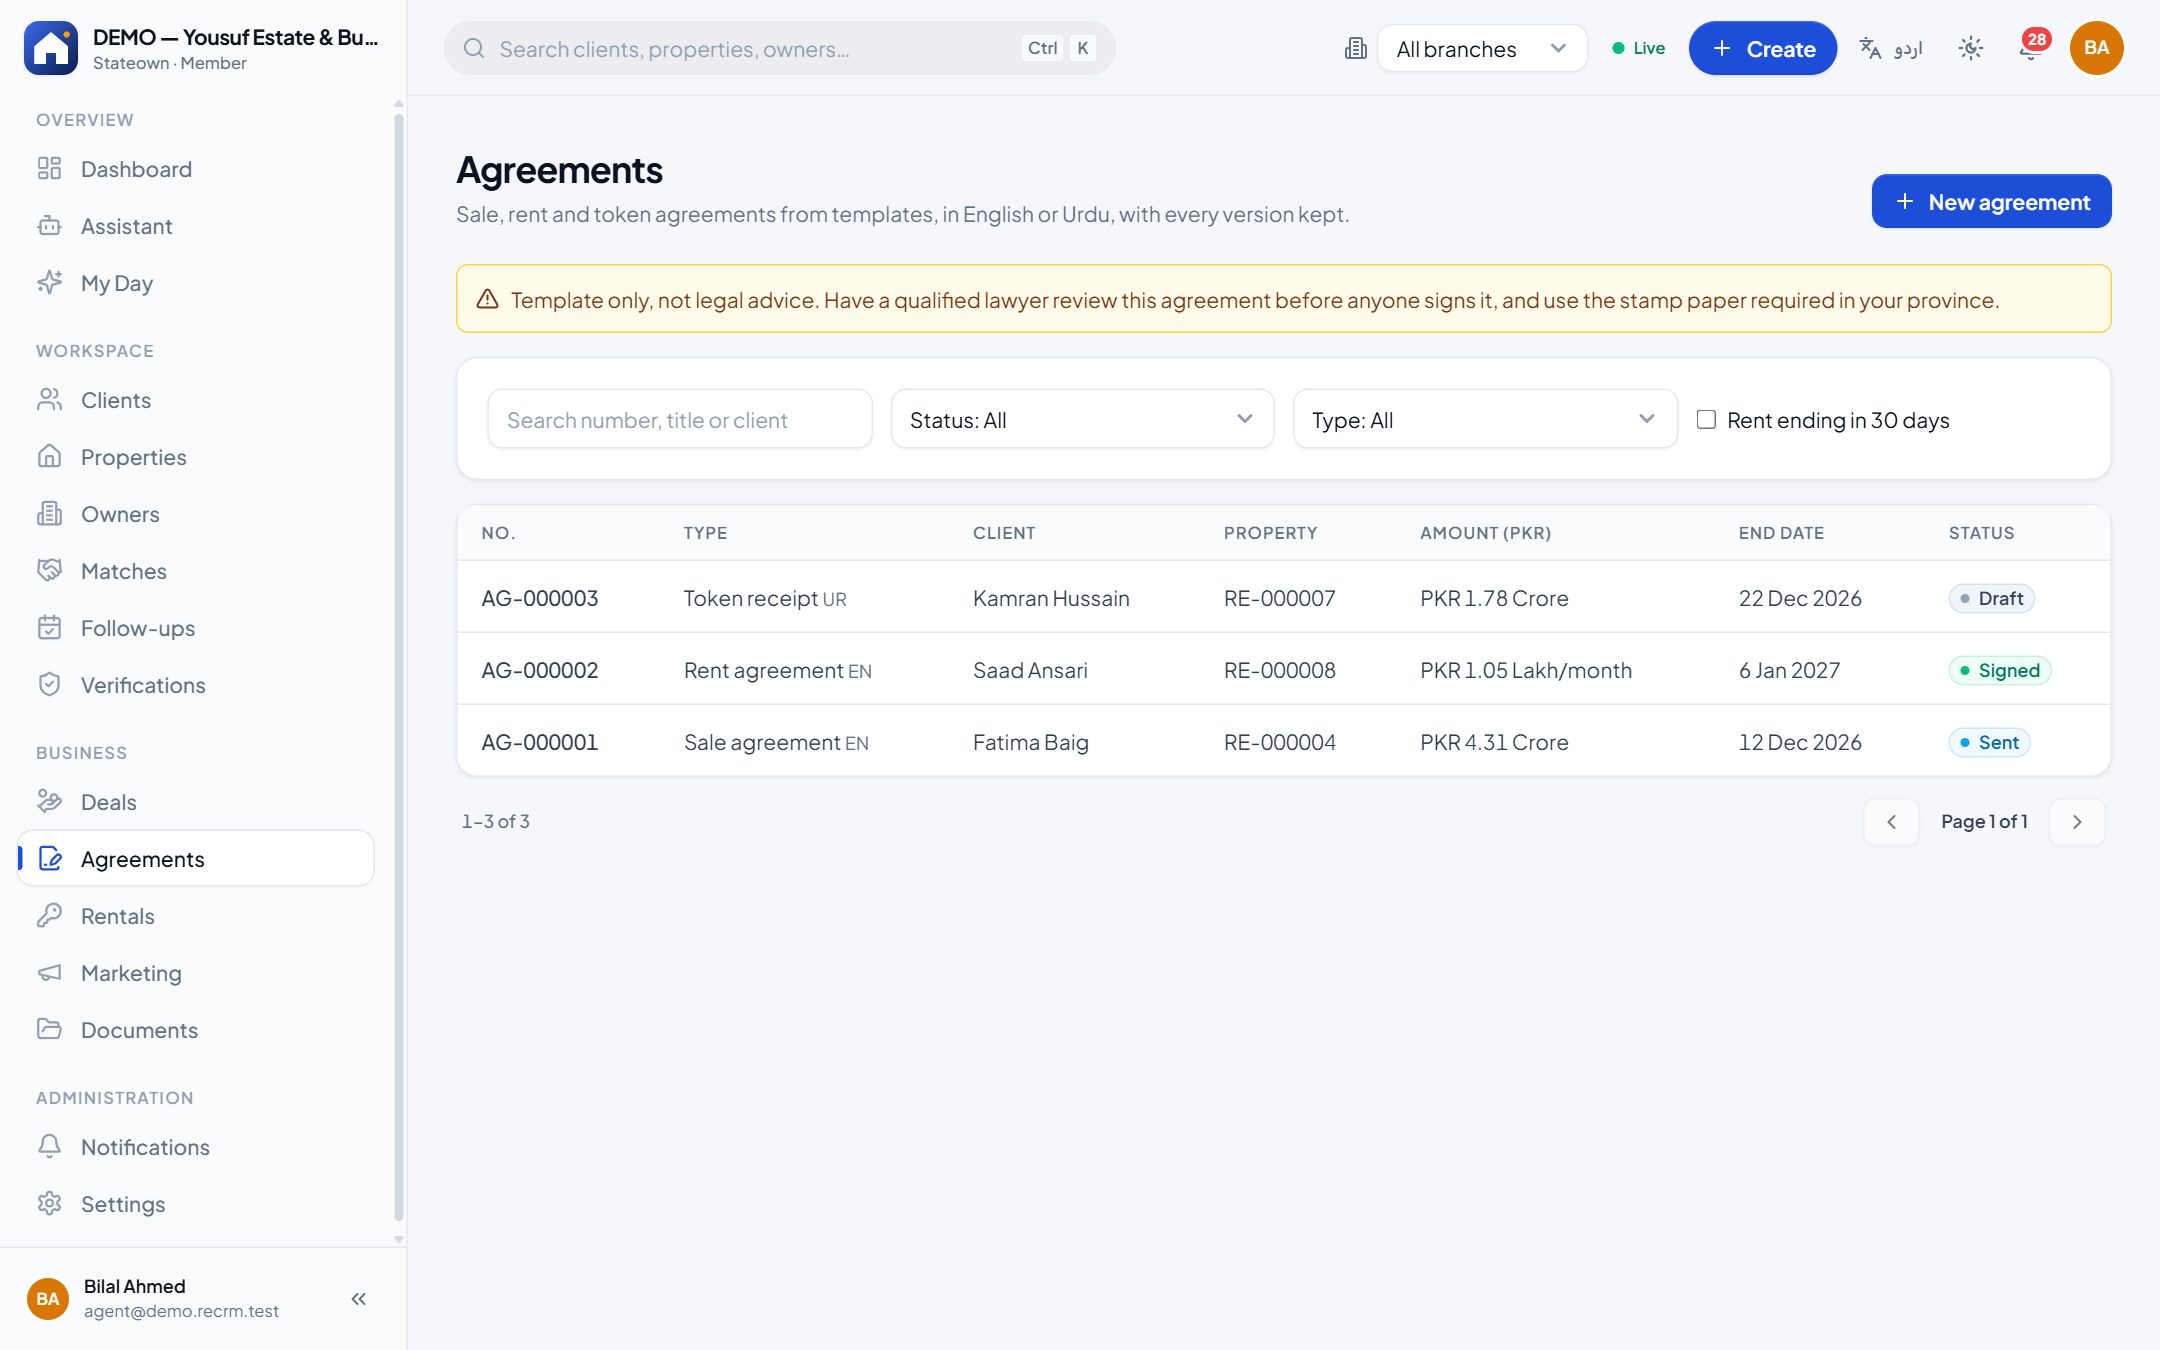 DEMO — Yousuf Estate & Bu...
Stateown · Member
OVERVIEW
Dashboard
Assistant
My Day
WORKSPACE
Clients
Properties
Owners
Matches
Follow-ups
Verifications
BUSINESS
Deals
Agreements
Rentals
Marketing
Documents
ADMINISTRATION
Notifications
Settings
BA
Bilal Ahmed
agent@demo.recrm.test
Search clients, properties, owners... Ctrl K
All branches
Live
+ Create
اردو
28
BA
Agreements
Sale, rent and token agreements from templates, in English or Urdu, with every version kept.
+ New agreement
Template only, not legal advice. Have a qualified lawyer review this agreement before anyone signs it, and use the stamp paper required in your province.
Search number, title or client
Status: All
Type: All
Rent ending in 30 days
NO. TYPE CLIENT PROPERTY AMOUNT (PKR) END DATE STATUS
AG-000003 Token receipt UR Kamran Hussain RE-000007 PKR 1.78 Crore 22 Dec 2026 Draft
AG-000002 Rent agreement EN Saad Ansari RE-000008 PKR 1.05 Lakh/month 6 Jan 2027 Signed
AG-000001 Sale agreement EN Fatima Baig RE-000004 PKR 4.31 Crore 12 Dec 2026 Sent
1–3 of 3
Page 1 of 1